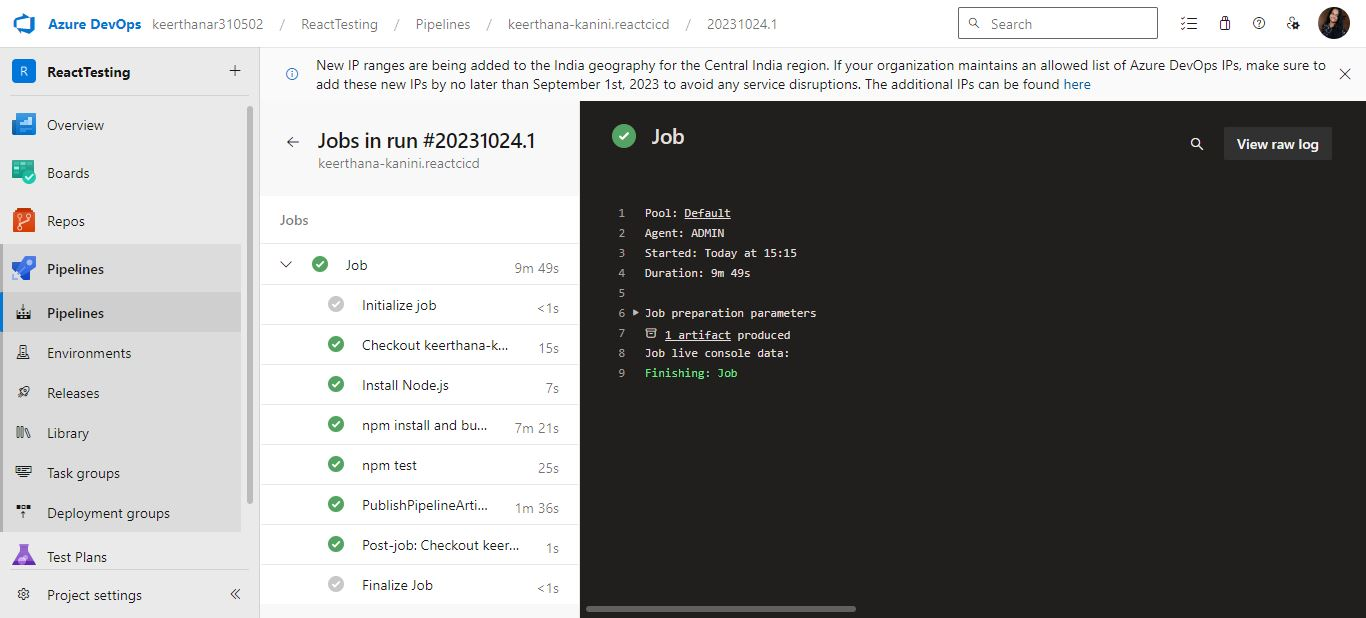 Azure DevOps keerthanar310502 / ReactTesting / Pipelines / keerthana-kanini.reactcicd / 20231024.1
Search
R ReactTesting +
New IP ranges are being added to the India geography for the Central India region. If your organization maintains an allowed list of Azure DevOps IPs, make sure to
add these new IPs by no later than September 1st, 2023 to avoid any service disruptions. The additional IPs can be found here
Overview
Boards
Repos
Pipelines
Pipelines
Environments
Releases
Library
Task groups
Deployment groups
Test Plans
Project settings
Jobs in run #20231024.1
keerthana-kanini.reactcicd
Jobs
Job 9m 49s
Initialize job <1s
Checkout keerthana-k... 15s
Install Node.js 7s
npm install and bu... 7m 21s
npm test 25s
PublishPipelineArti... 1m 36s
Post-job: Checkout keer... 1s
Finalize Job <1s
Job
View raw log
1 Pool: Default
2 Agent: ADMIN
3 Started: Today at 15:15
4 Duration: 9m 49s
5
6 Job preparation parameters
7 1 artifact produced
8 Job live console data:
9 Finishing: Job